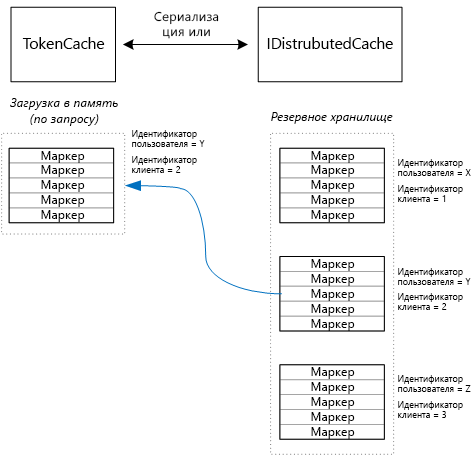 TokenCache
Сериализа
ция или
IDistrubutedCache
Загрузка в память
(по запросу)
Идентификатор
пользователя = Y
Идентификатор
клиента = 2
Маркер
Маркер
Маркер
Маркер
Маркер
Резервное хранилище
Маркер
Маркер
Маркер
Маркер
Маркер
Идентификатор
пользователя = X
Идентификатор
клиента = 1
Маркер
Маркер
Маркер
Маркер
Маркер
Идентификатор
пользователя = Y
Идентификатор
клиента = 2
Маркер
Маркер
Маркер
Маркер
Маркер
Идентификатор
пользователя = Z
Идентификатор
клиента = 3